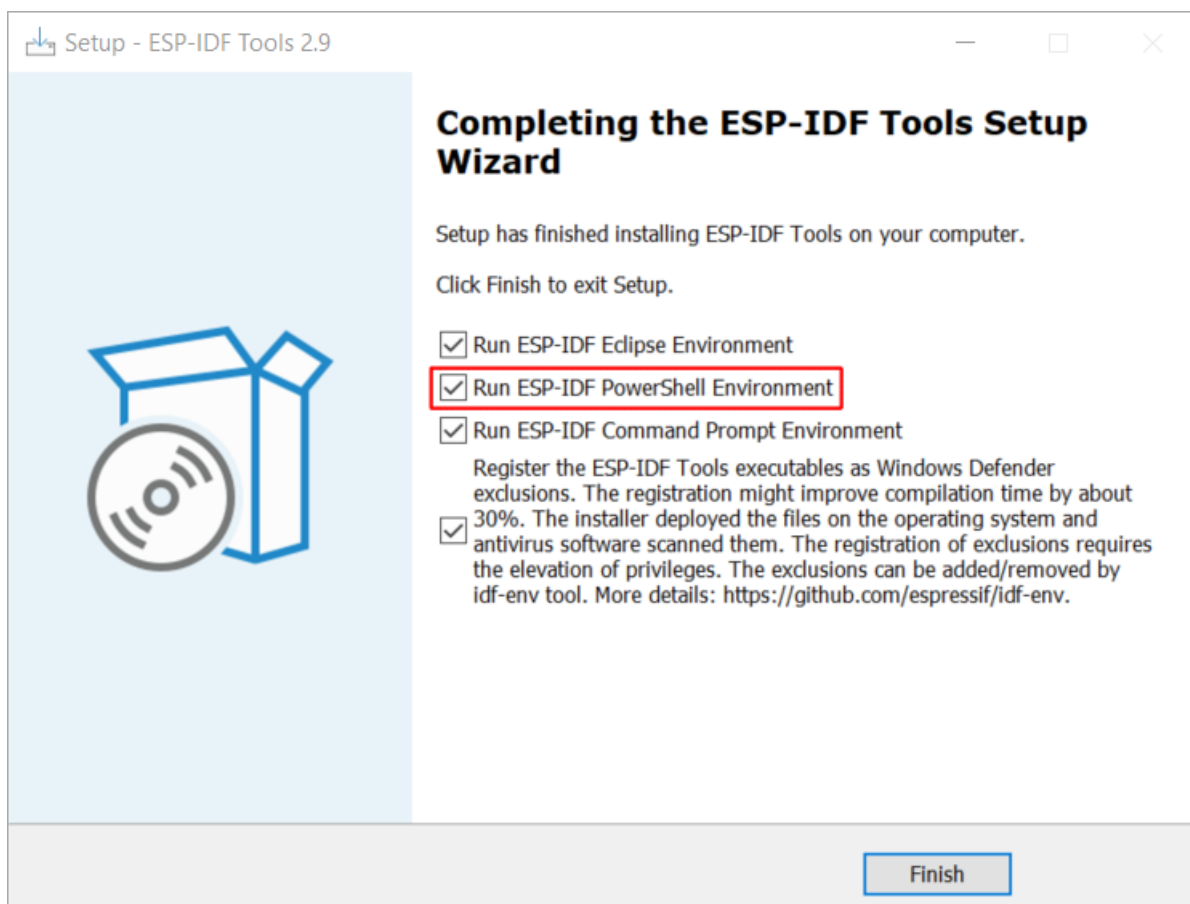 Setup - ESP-IDF Tools 2.9
Completing the ESP-IDF Tools Setup
Wizard
Setup has finished installing ESP-IDF Tools on your computer.
Click Finish to exit Setup.
Run ESP-IDF Eclipse Environment
Run ESP-IDF PowerShell Environment
Run ESP-IDF Command Prompt Environment
Register the ESP-IDF Tools executables as Windows Defender
exclusions. The registration might improve compilation time by about
30%. The installer deployed the files on the operating system and
antivirus software scanned them. The registration of exclusions requires
the elevation of privileges. The exclusions can be added/removed by
idf-env tool. More details: https://github.com/espressif/idf-env.
Finish